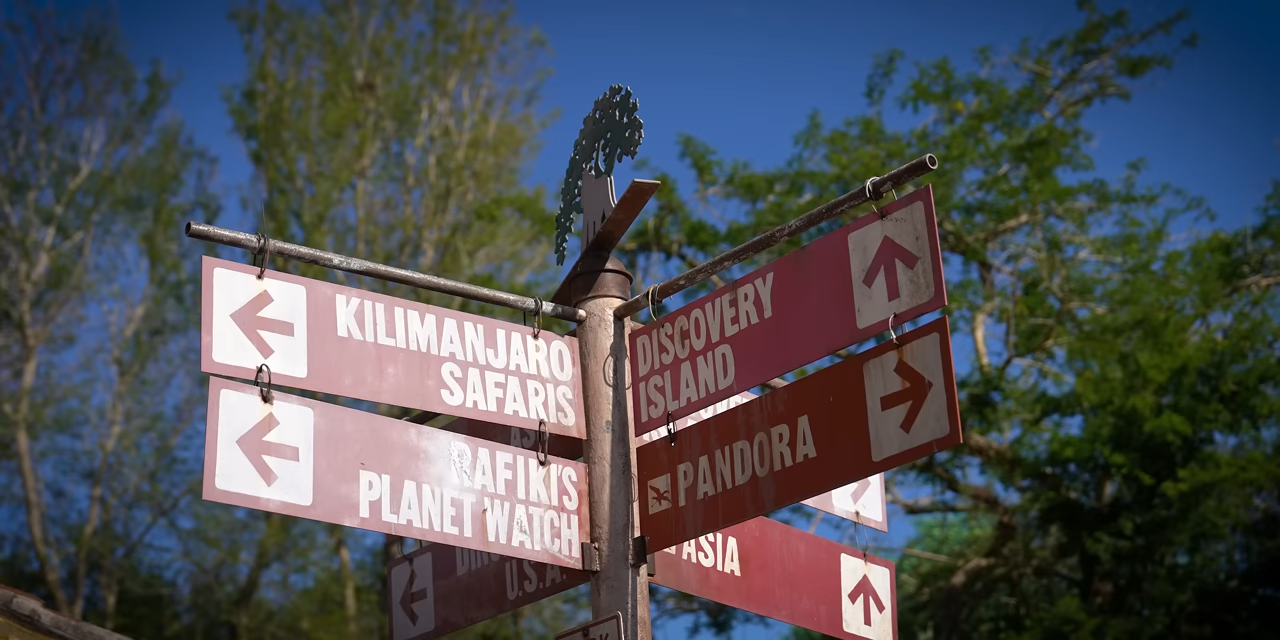 KILIMANJARO
SAFARIS
RAFIKI'S
PLANET WATCH
U.S.A.
DISCOVERY
ISLAND
PANDORA
ASIA